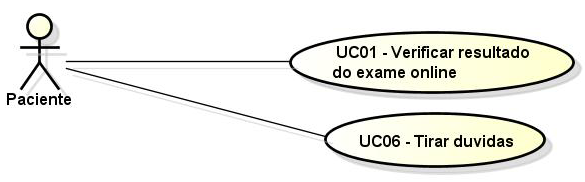 UC01 - Verificar resultado
do exame online
Paciente
UC06 - Tirar duvidas